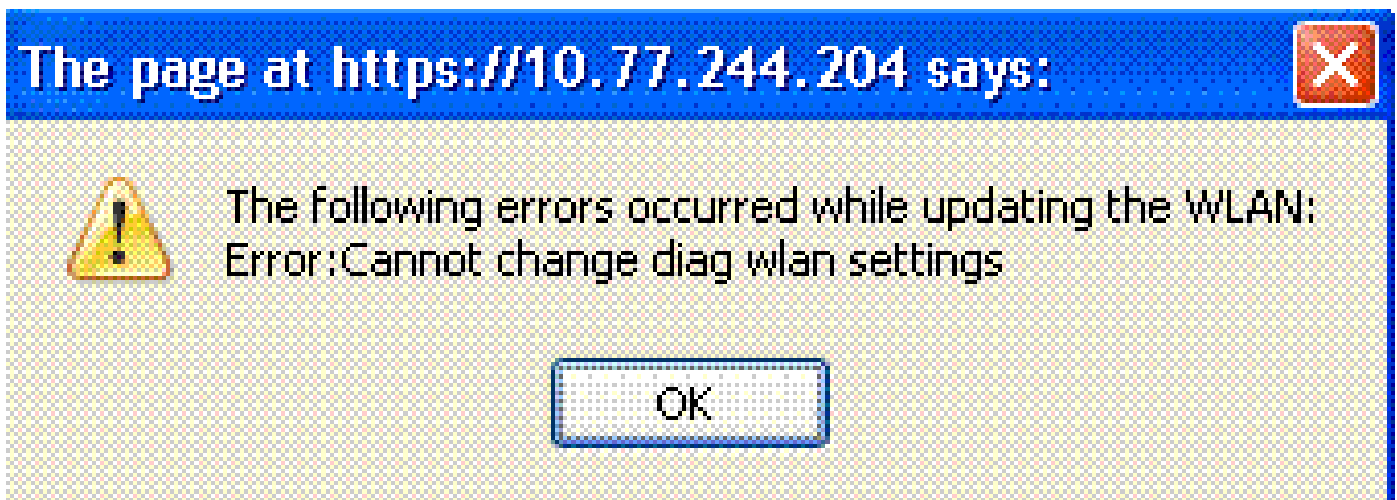 The page at https://10.77.244.204 says:
The following errors occurred while updating the WLAN:
Error:Cannot change diag wlan settings
OK